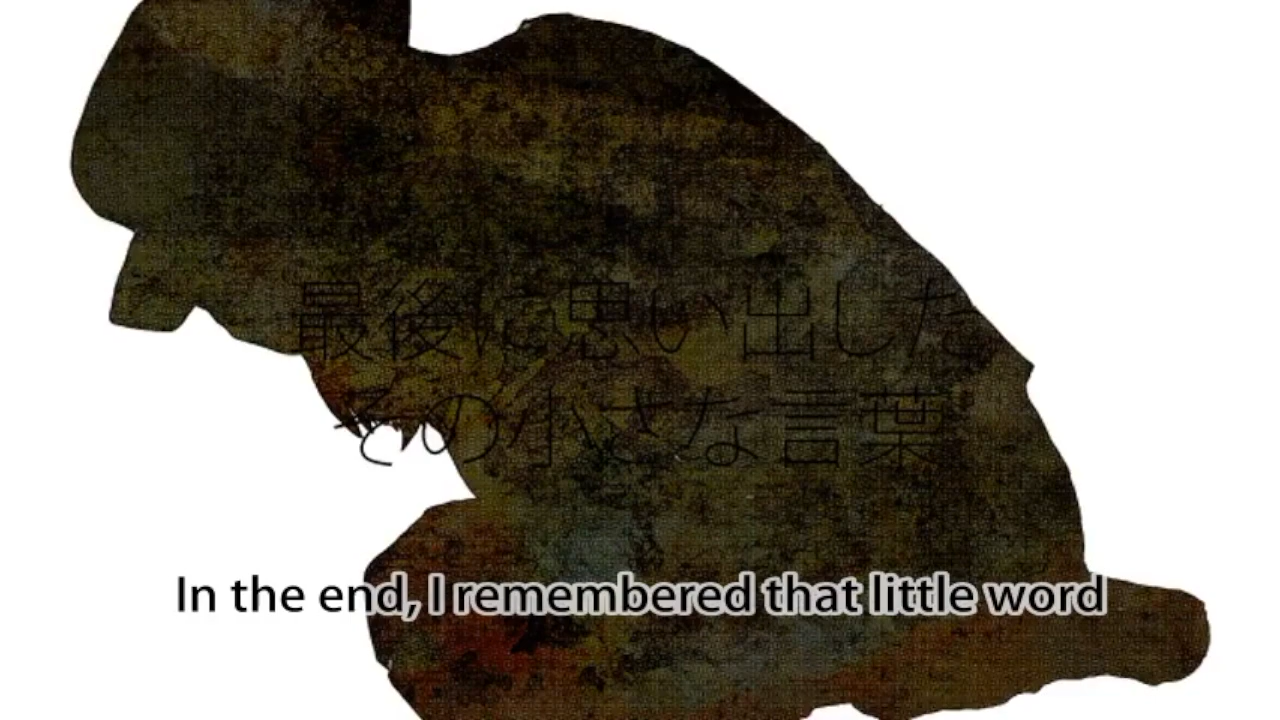 最後に思い出した
その小さな言葉
In the end, I remembered that little word